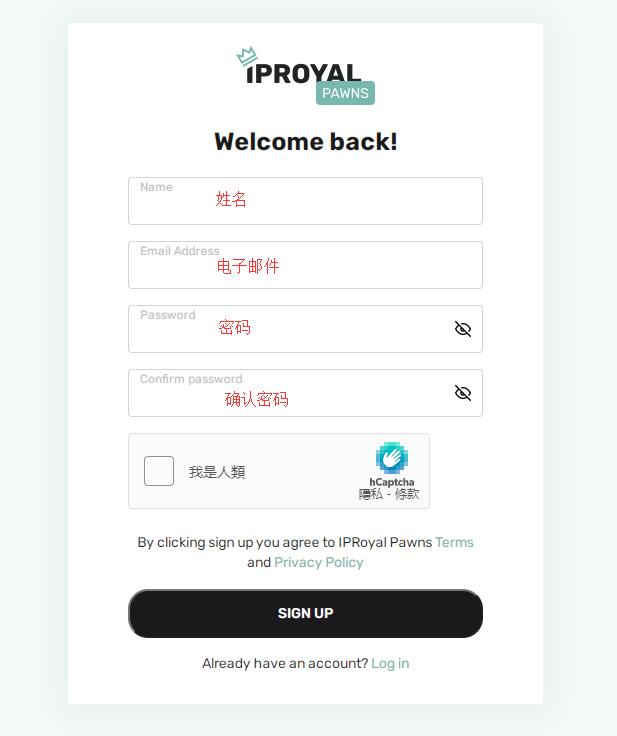 IPROYAL
PAWNS
Welcome back!
Name
姓名
Email Address
电子邮件
Password
密码
Confirm password
确认密码
我是人類
hCaptcha
隱私 - 條款
By clicking sign up you agree to IPRoyal Pawns Terms
and Privacy Policy
SIGN UP
Already have an account? Log in